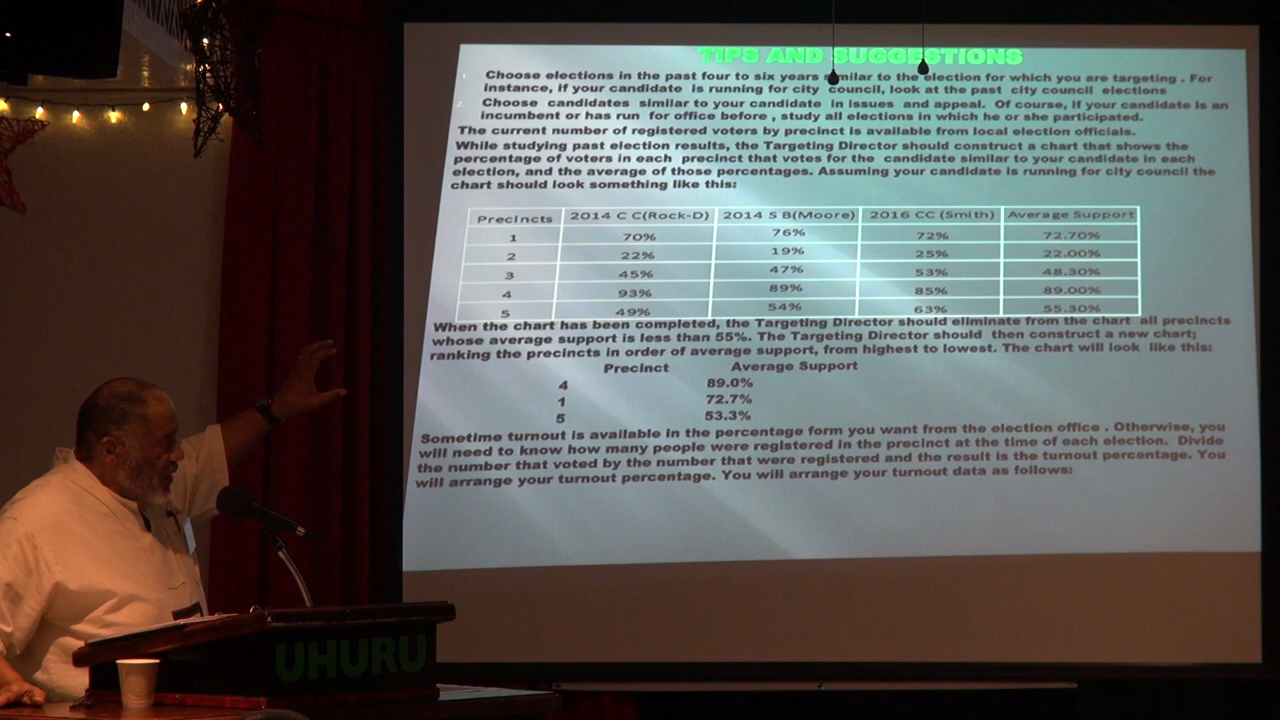 TIPS AND SUGGESTIONS
Choose elections in the past four to six years similar to the election for which you are targeting . For
instance, if your candidate is running for city council, look at the past city council elections
Choose candidates similar to your candidate in issues and appeal. Of course, if your candidate is an
incumbent or has run for office before , study all elections in which he or she participated.
The current number of registered voters by precinct is available from local election officials.
While studying past election results, the Targeting Director should construct a chart that shows the
percentage of voters in each precinct that votes for the candidate similar to your candidate in each
election, and the average of those percentages. Assuming your candidate is running for city council the
chart should look something like this:
Precincts 2014 C C(Rock-D) 2014 S B(Moore) 2016 CC (Smith) Average Support
1 70% 76% 72% 72.70%
2 22% 19% 25% 22.00%
3 45% 47% 53% 48.30%
4 93% 89% 85% 89.00%
5 49% 54% 63% 55.30%
When the chart has been completed, the Targeting Director should eliminate from the chart all precincts
whose average support is less than 55%. The Targeting Director should then construct a new chart;
ranking the precincts in order of average support, from highest to lowest. The chart will look like this:
Precinct Average Support
4 89.0%
1 72.7%
5 53.3%
Sometime turnout is available in the percentage form you want from the election office . Otherwise, you
will need to know how many people were registered in the precinct at the time of each election. Divide
the number that voted by the number that were registered and the result is the turnout percentage. You
will arrange your turnout percentage. You will arrange your turnout data as follows:
UHURU